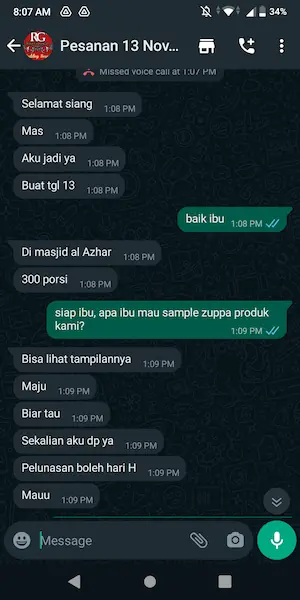 8:07 AM
34%
RG
Pesanan 13 Nov...
Missed voice call at 1:07 PM
Selamat siang 1:08 PM
Mas 1:08 PM
Aku jadi ya 1:08 PM
Buat tgl 13 1:08 PM
baik ibu 1:08 PM
Di masjid al Azhar 1:08 PM
300 porsi 1:08 PM
siap ibu, apa ibu mau sample zuppa produk
kami? 1:09 PM
Bisa lihat tampilannya 1:09 PM
Maju 1:09 PM
Biar tau 1:09 PM
Sekalian aku dp ya 1:09 PM
Pelunasan boleh hari H 1:09 PM
Mauu 1:09 PM
Message